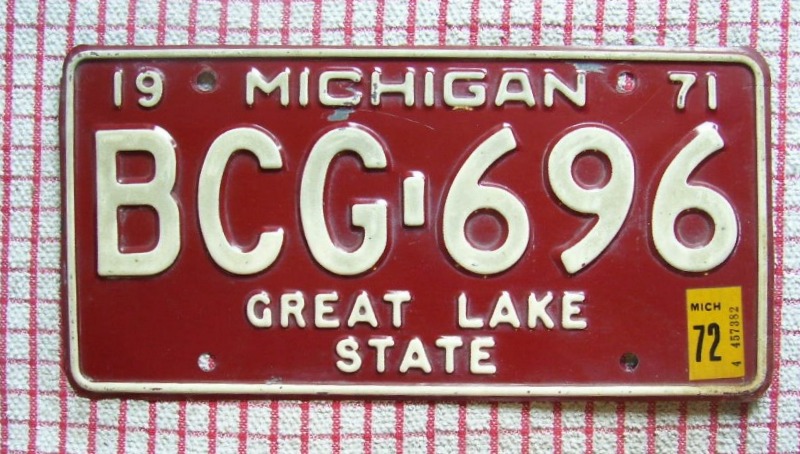 19 MICHIGAN 71
BCG-696
GREAT LAKE
STATE
MICH
72
4 457382